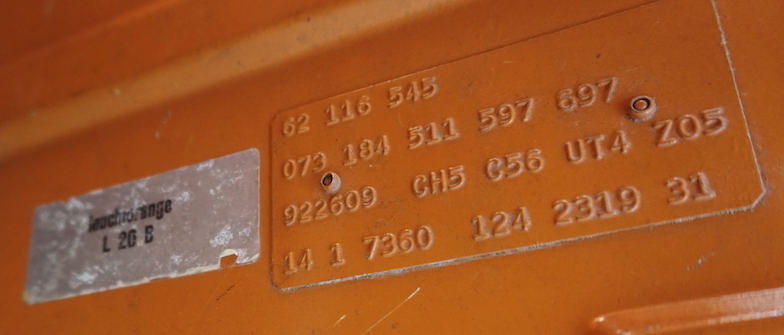 leuchtorange
L 20 B
62 116 545
073 184 511 597 697
922609 CH5 C56 UT4 Z05
14 1 7360 124 2319 31